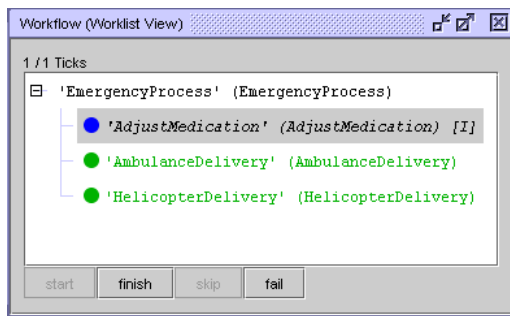 Workflow (Worklist View)
1 / 1 Ticks
'EmergencyProcess' (EmergencyProcess)
'AdjustMedication' (AdjustMedication) [I]
'AmbulanceDelivery' (AmbulanceDelivery)
'HelicopterDelivery' (HelicopterDelivery)
start finish skip fail